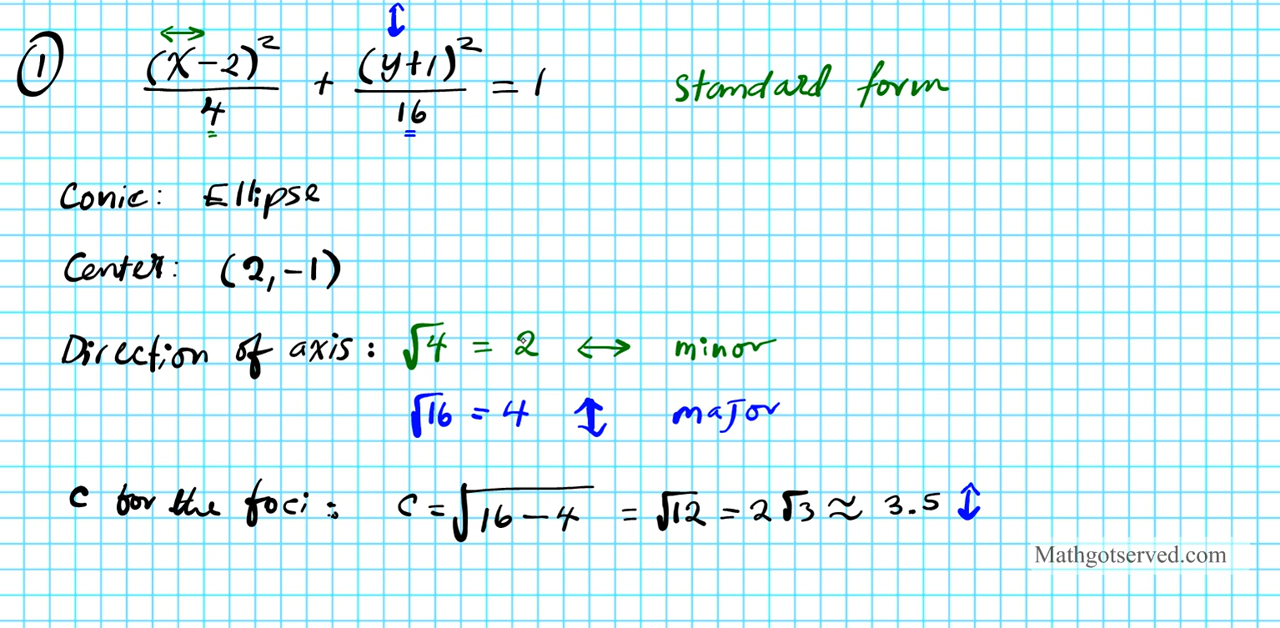 ① (x-2)²/4 + (y+1)²/16 = 1 Standard form
Conic: Ellipse
Center: (2,-1)
Direction of axis: √4 = 2 ↔ minor
√16 = 4 ↕ major
C for the foci: C = √(16-4) = √12 = 2√3 ≈ 3.5 ↕
Mathgotserved.com